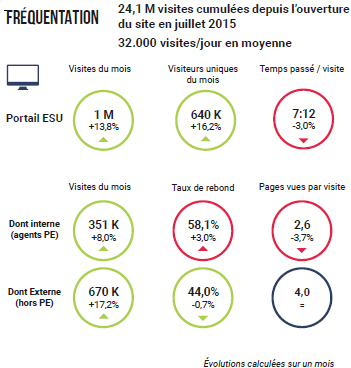 FRÉQUENTATION
24,1 M visites cumulées depuis l'ouverture
du site en juillet 2015
32.000 visites/jour en moyenne
Visites du mois
Visiteurs uniques
du mois
Temps passé / visite
Portail ESU
1 M
+13,8%
640 K
+16,2%
7:12
-3,0%
Visites du mois
Taux de rebond
Pages vues par visite
Dont interne
(agents PE)
351 K
+8,0%
58,1%
+3,0%
2,6
-3,7%
Dont Externe
(hors PE)
670 K
+17,2%
44,0%
-0,7%
4,0
=
Évolutions calculées sur un mois